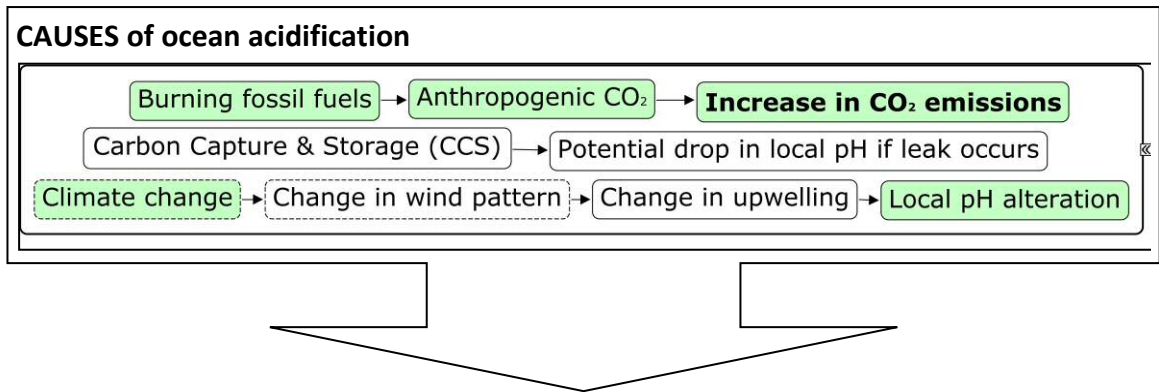 CAUSES of ocean acidification
Burning fossil fuels Anthropogenic CO₂ Increase in CO₂ emissions
Carbon Capture & Storage (CCS) Potential drop in local pH if leak occurs
Climate change Change in wind pattern Change in upwelling Local pH alteration